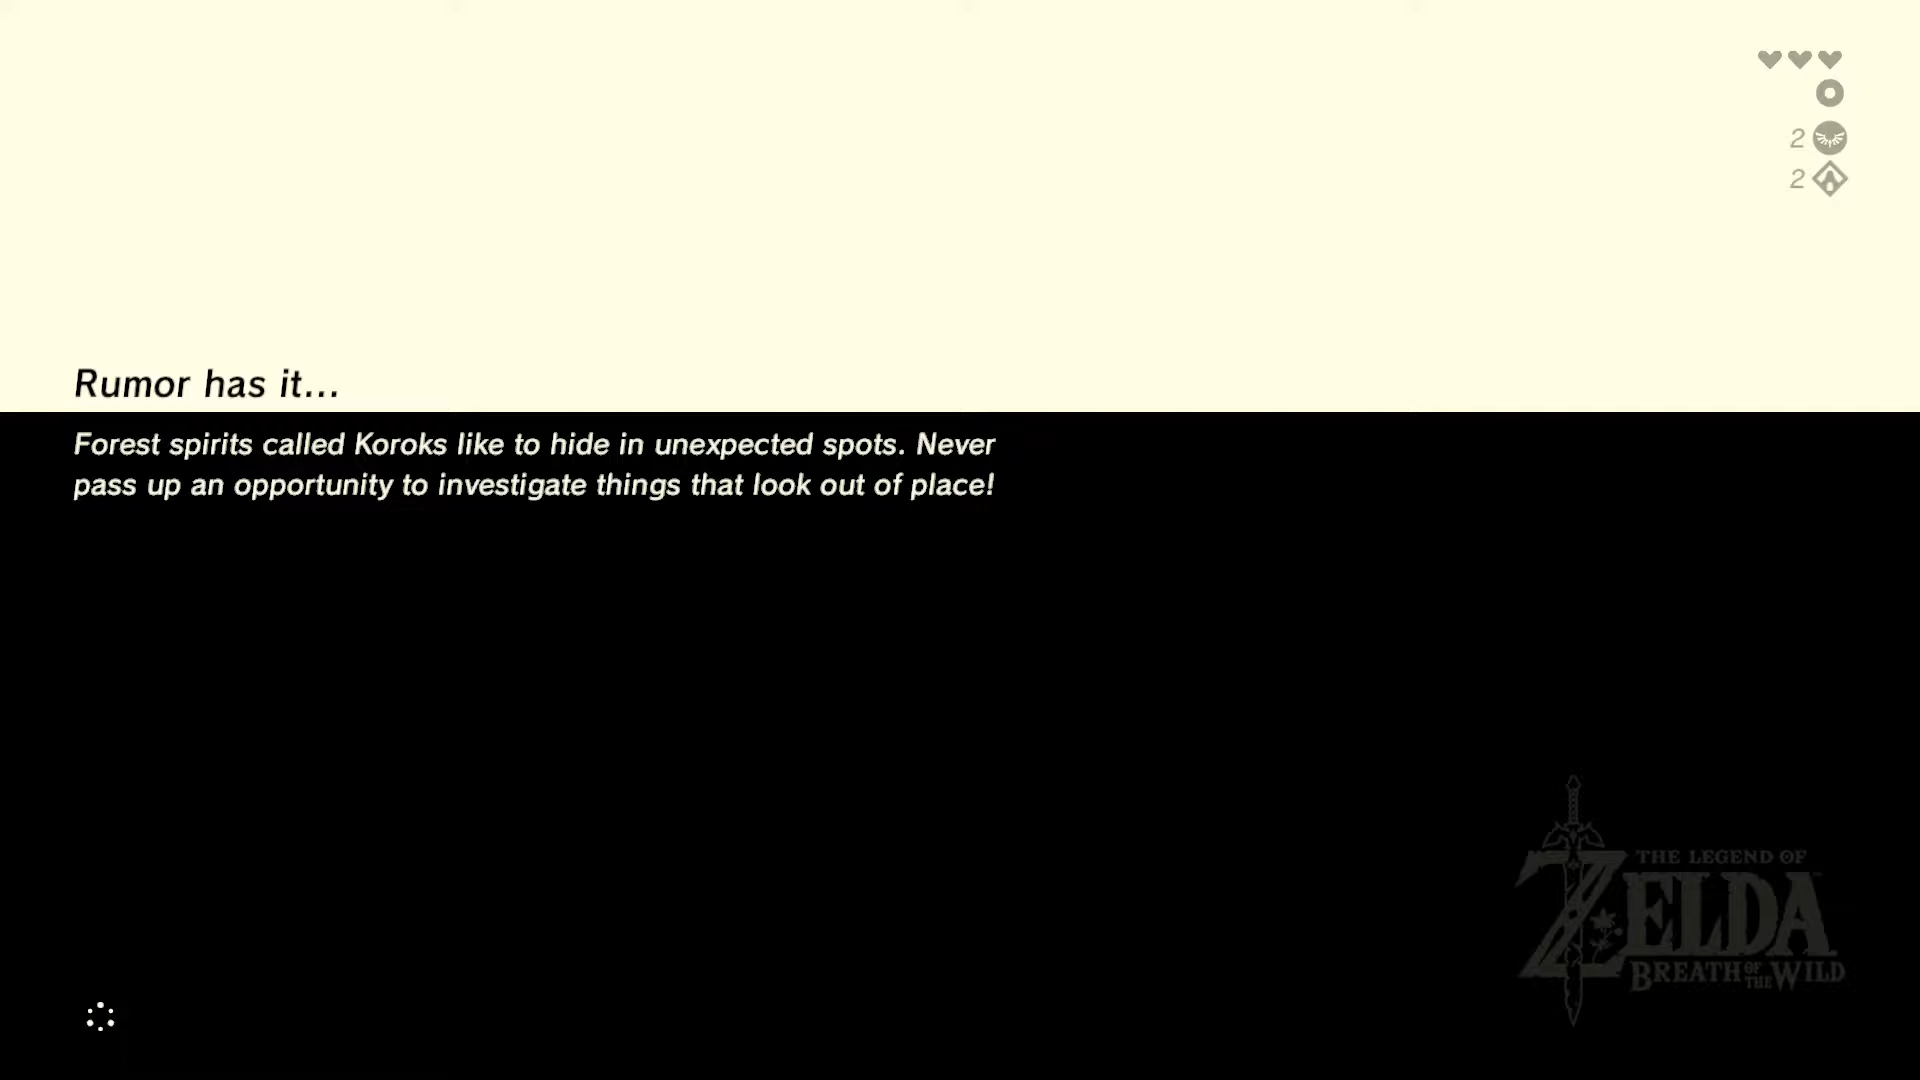 2
2
Rumor has it...
Forest spirits called Koroks like to hide in unexpected spots. Never
pass up an opportunity to investigate things that look out of place!
THE LEGEND OF
ZELDA
BREATH OF THE WILD